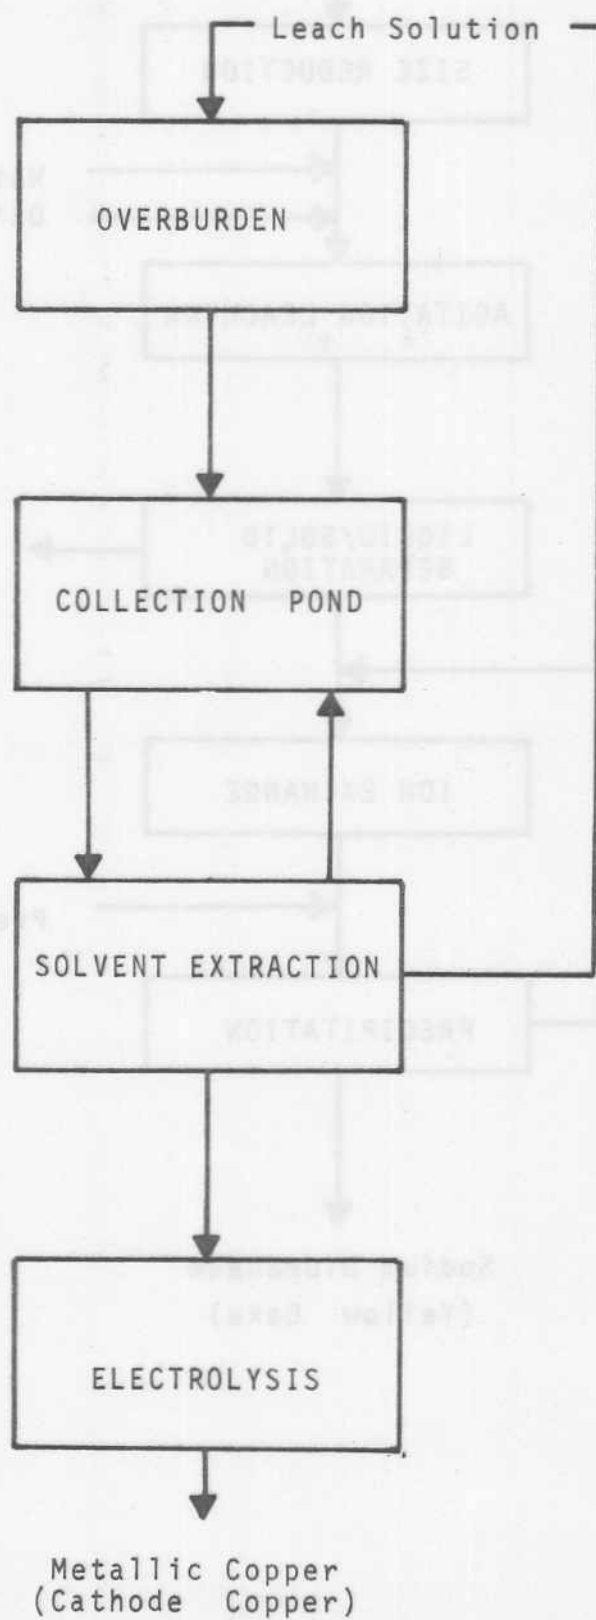 Leach Solution
OVERBURDEN
COLLECTION POND
SOLVENT EXTRACTION
ELECTROLYSIS
Metallic Copper
(Cathode Copper)